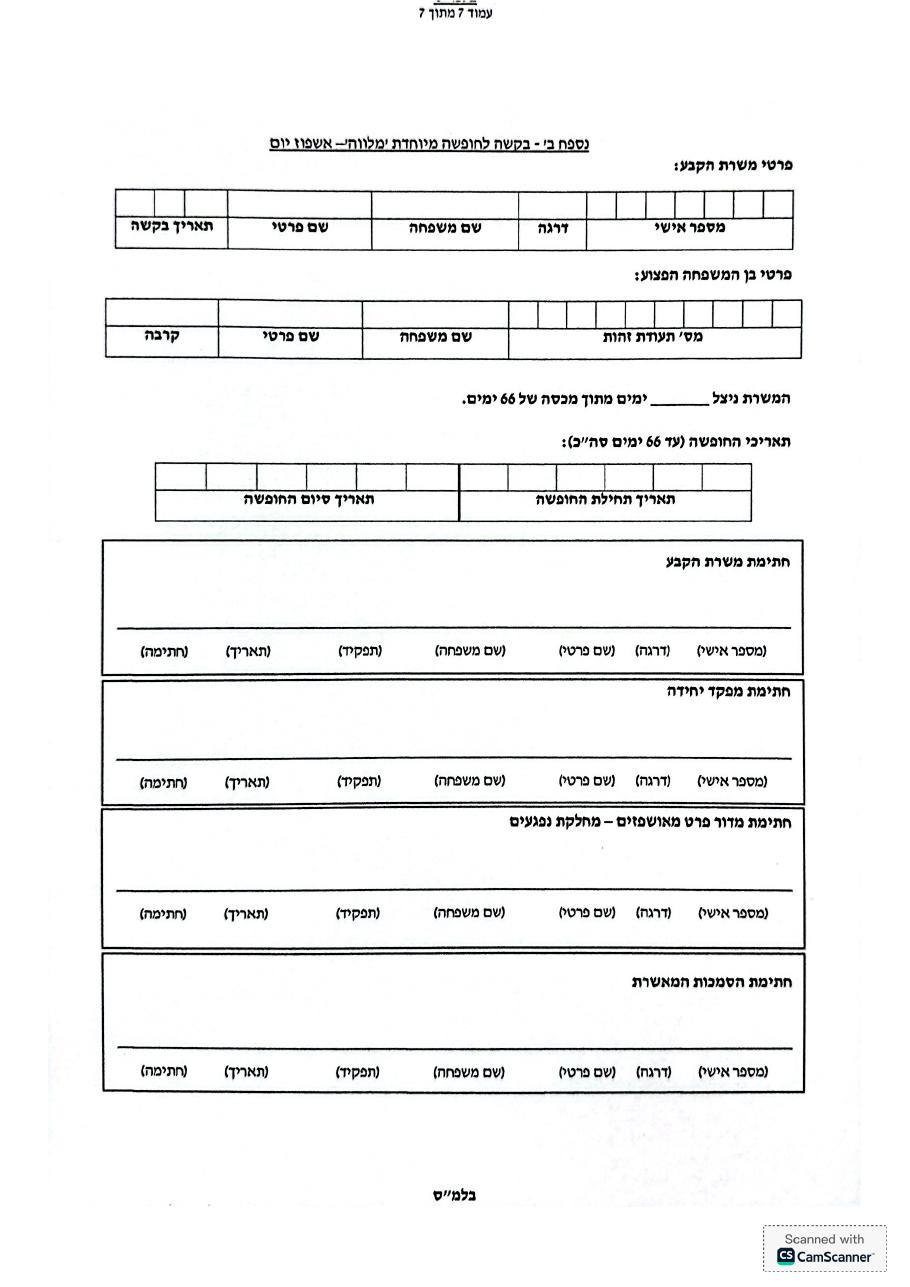 עמוד 7 מתוך 7
נספח ב' - בקשה לחופשה מיוחדת 'מלווה' – אשפוז יום
פרטי משרת הקבע:
מספר אישי דרגה שם משפחה שם פרטי תאריך בקשה
פרטי בן המשפחה הפצוע:
מס' תעודת זהות שם משפחה שם פרטי קרבה
המשרת ניצל _______ ימים מתוך מכסה של 66 ימים.
תאריכי החופשה (עד 66 ימים סה"כ):
תאריך תחילת החופשה תאריך סיום החופשה
חתימת משרת הקבע
(מספר אישי) (דרגה) (שם פרטי) (שם משפחה) (תפקיד) (תאריך) (חתימה)
חתימת מפקד יחידה
(מספר אישי) (דרגה) (שם פרטי) (שם משפחה) (תפקיד) (תאריך) (חתימה)
חתימת מדור פרט מאושפזים – מחלקת נפגעים
(מספר אישי) (דרגה) (שם פרטי) (שם משפחה) (תפקיד) (תאריך) (חתימה)
חתימת הסמכות המאשרת
(מספר אישי) (דרגה) (שם פרטי) (שם משפחה) (תפקיד) (תאריך) (חתימה)
בלמ"ס
Scanned with
CS CamScanner